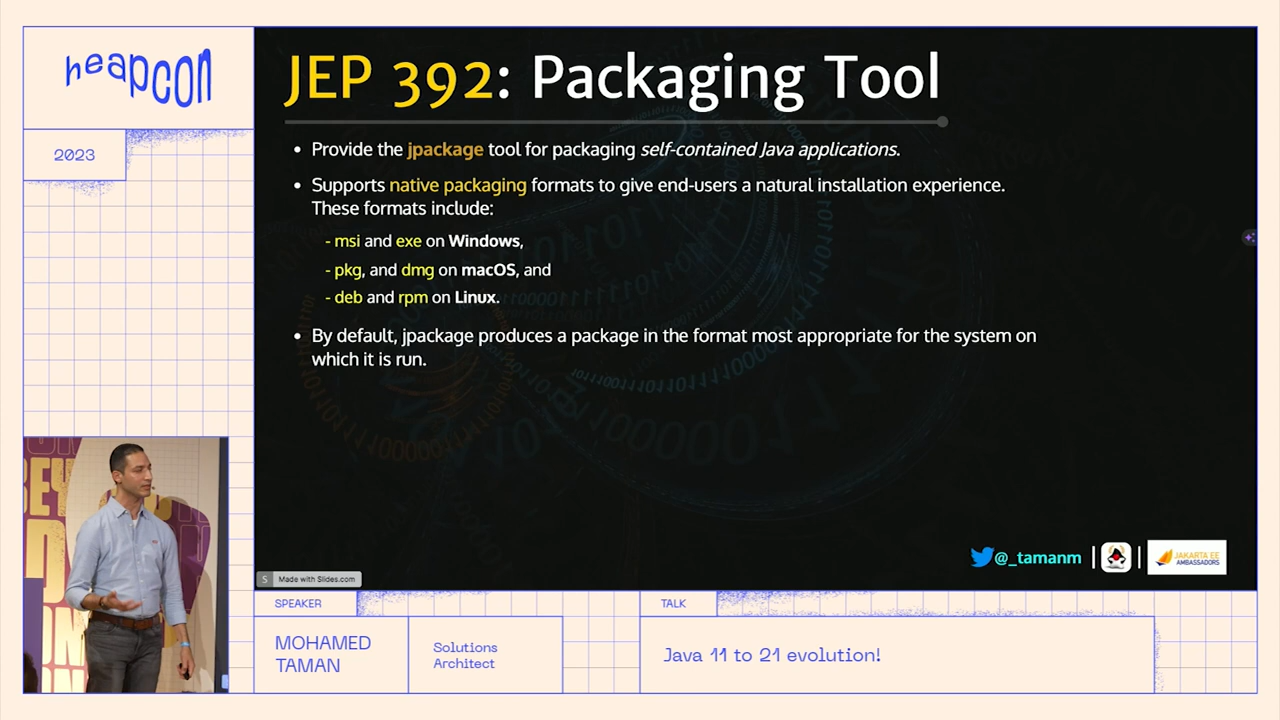 heapcon
2023
JEP 392: Packaging Tool
• Provide the jpackage tool for packaging self-contained Java applications.
• Supports native packaging formats to give end-users a natural installation experience.
These formats include:
- msi and exe on Windows,
- pkg, and dmg on macOS, and
- deb and rpm on Linux.
• By default, jpackage produces a package in the format most appropriate for the system on
which it is run.
@_tamanm
JAKARTA EE
AMBASSADORS
S Made with Slides.com
SPEAKER
MOHAMED
TAMAN
Solutions
Architect
TALK
Java 11 to 21 evolution!